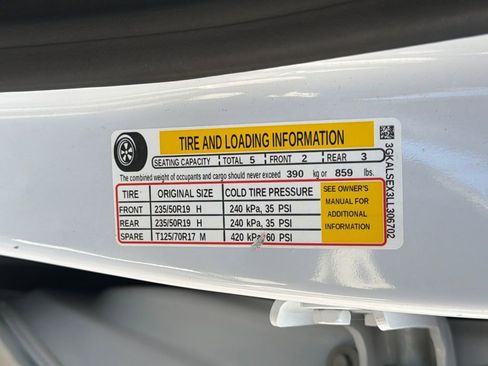 TIRE AND LOADING INFORMATION
SEATING CAPACITY TOTAL 5 FRONT 2 REAR 3
The combined weight of occupants and cargo should never exceed 390 kg or 859 lbs.
TIRE ORIGINAL SIZE COLD TIRE PRESSURE
FRONT 235/50R19 H 240 kPa, 35 PSI
REAR 235/50R19 H 240 kPa, 35 PSI
SPARE T125/70R17 M 420 kPa, 60 PSI
SEE OWNER'S
MANUAL FOR
ADDITIONAL
INFORMATION
3GKALSEX3LL306702